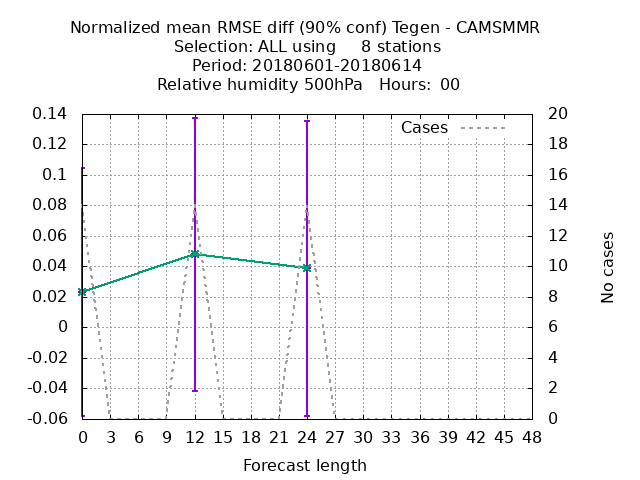 Normalized mean RMSE diff (90% conf) Tegen - CAMSMMR
Selection: ALL using 8 stations
Period: 20180601-20180614
Relative humidity 500hPa Hours: 00
Cases
0.14
0.12
0.1
0.08
0.06
0.04
0.02
0
-0.02
-0.04
-0.06
20
18
16
14
12
10
8
6
4
2
0
No cases
0 3 6 9 12 15 18 21 24 27 30 33 36 39 42 45 48
Forecast length